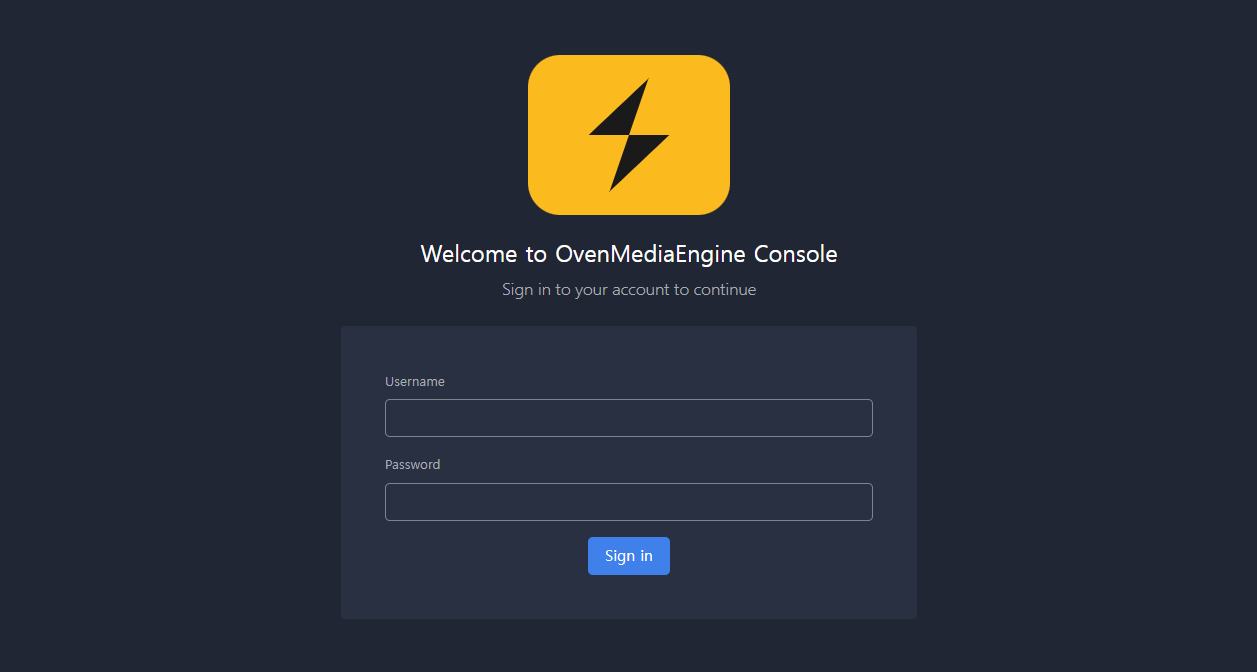 Welcome to OvenMediaEngine Console
Sign in to your account to continue
Username
Password
Sign in